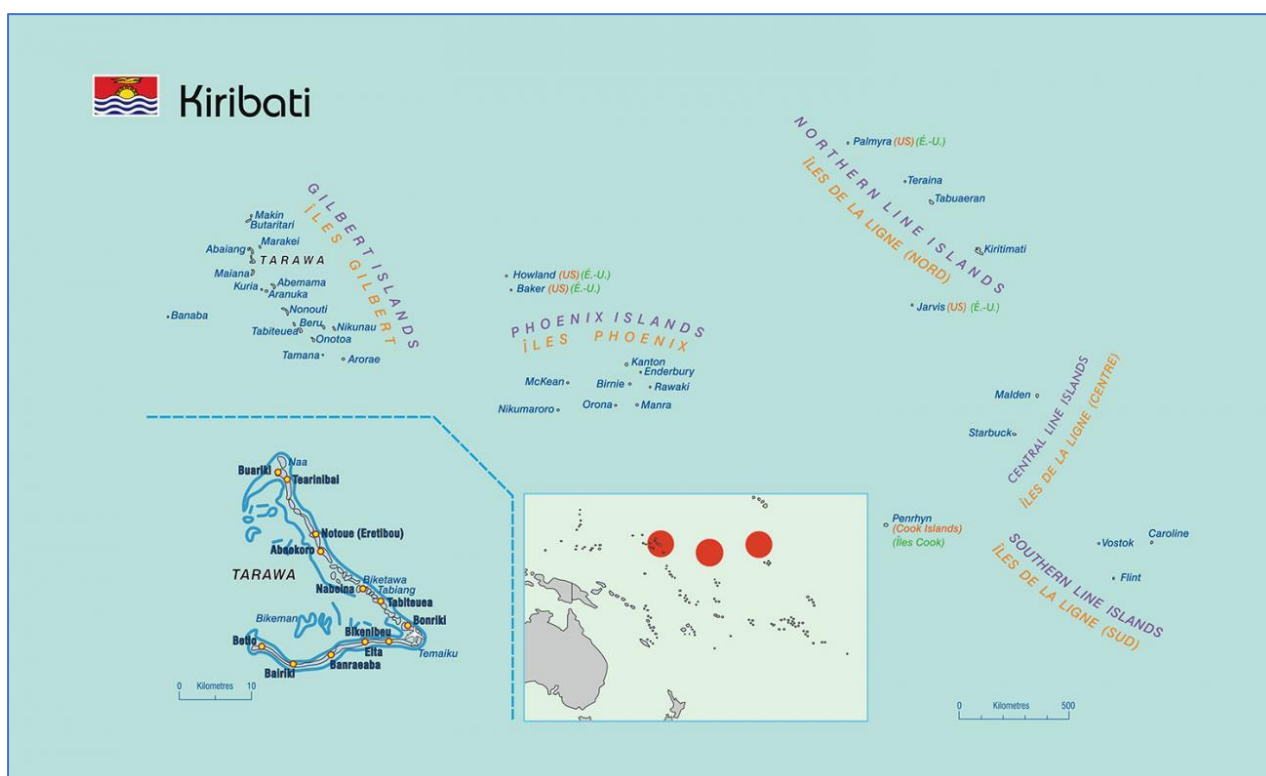 Kiribati
GILBERT ISLANDS
ÎLES GILBERT
Makin
Butaritari
Marakei
Abaiang
TARAWA
Maiana
Abemama
Kuria
Aranuka
Nonouti
Banaba
Beru
Nikunau
Tabiteuea
Onotoa
Tamana
Arorae
Howland (US) (É.-U.)
Baker (US) (É.-U.)
PHOENIX ISLANDS
ÎLES PHOENIX
Kanton
Enderbury
McKean
Birnie
Rawaki
Nikumaroro
Orona
Manra
NORTHERN LINE ISLANDS
ÎLES DE LA LIGNE (NORD)
Palmyra (US) (É.-U.)
Teraina
Tabuaeran
Kiritimati
Jarvis (US) (É.-U.)
CENTRAL LINE ISLANDS
ÎLES DE LA LIGNE (CENTRE)
Malden
Starbuck
Penrhyn
(Cook Islands)
(Îles Cook)
SOUTHERN LINE ISLANDS
ÎLES DE LA LIGNE (SUD)
Caroline
Vostok
Flint
Naa
Buariki
Tearinibai
Notoue (Eretibou)
Abaokoro
TARAWA
Biketawa
Nabeina
Tabiang
Tabiteuea
Bikeman
Bonriki
Bikenibeu
Betio
Eita
Temaiku
Banraeaba
Bairiki
0 Kilometres 10
0 Kilometres 500